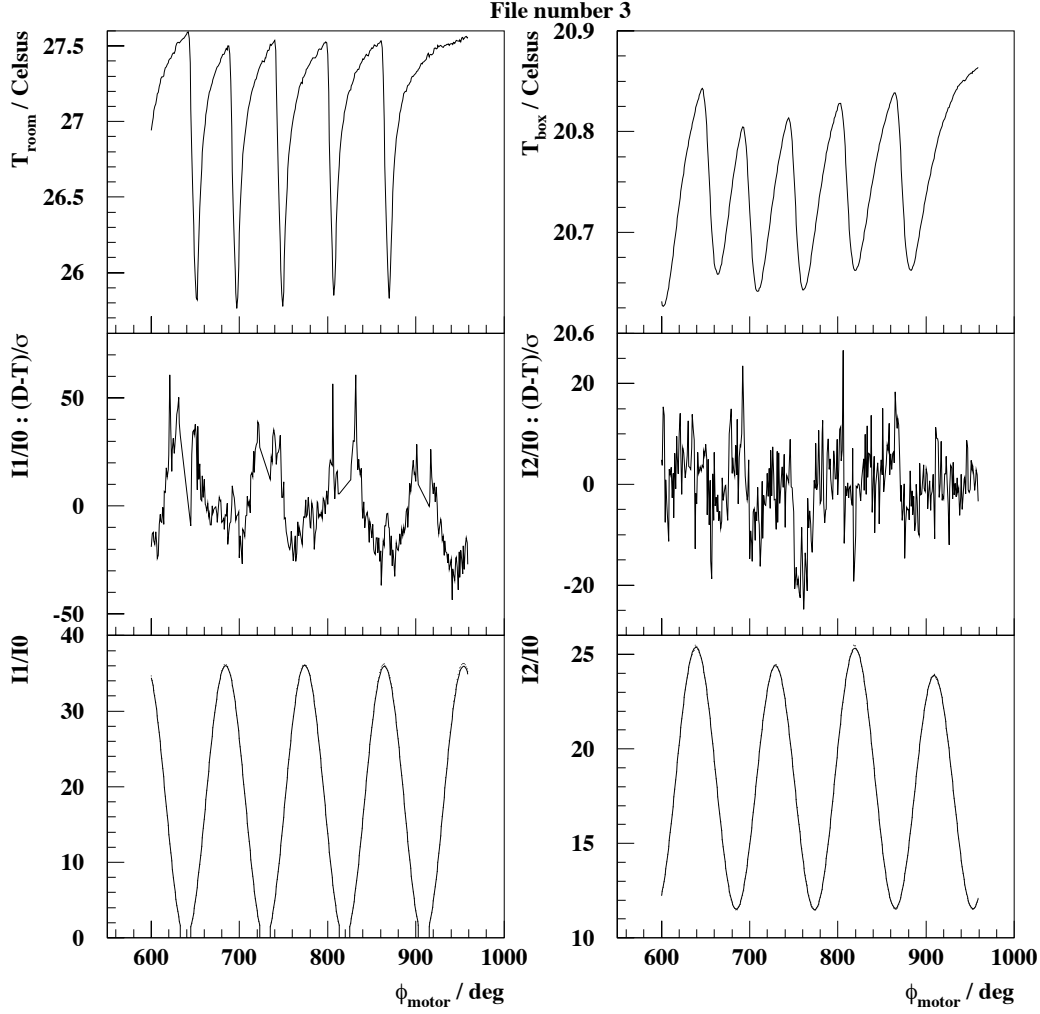 File number 3
T_room / Celsus
27.5
27
26.5
26
T_box / Celsus
20.9
20.8
20.7
20.6
I1/I0 : (D-T)/σ
50
0
-50
I2/I0 : (D-T)/σ
20
0
-20
I1/I0
40
30
20
10
0
600 700 800 900 1000
ϕ_motor / deg
I2/I0
25
20
15
10
600 700 800 900 1000
ϕ_motor / deg